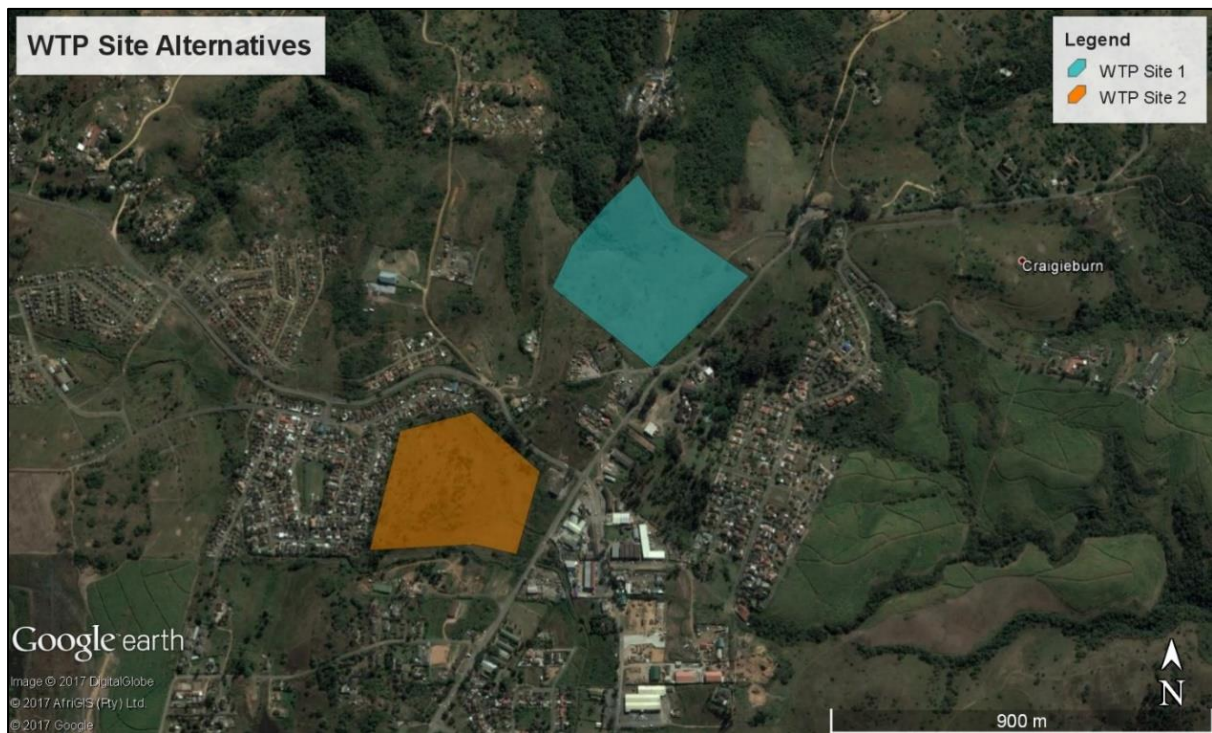 WTP Site Alternatives
Legend
WTP Site 1
WTP Site 2
Craigieburn
Google earth
Image © 2017 DigitalGlobe
© 2017 AfriGIS (Pty) Ltd.
© 2017 Google
N
900 m